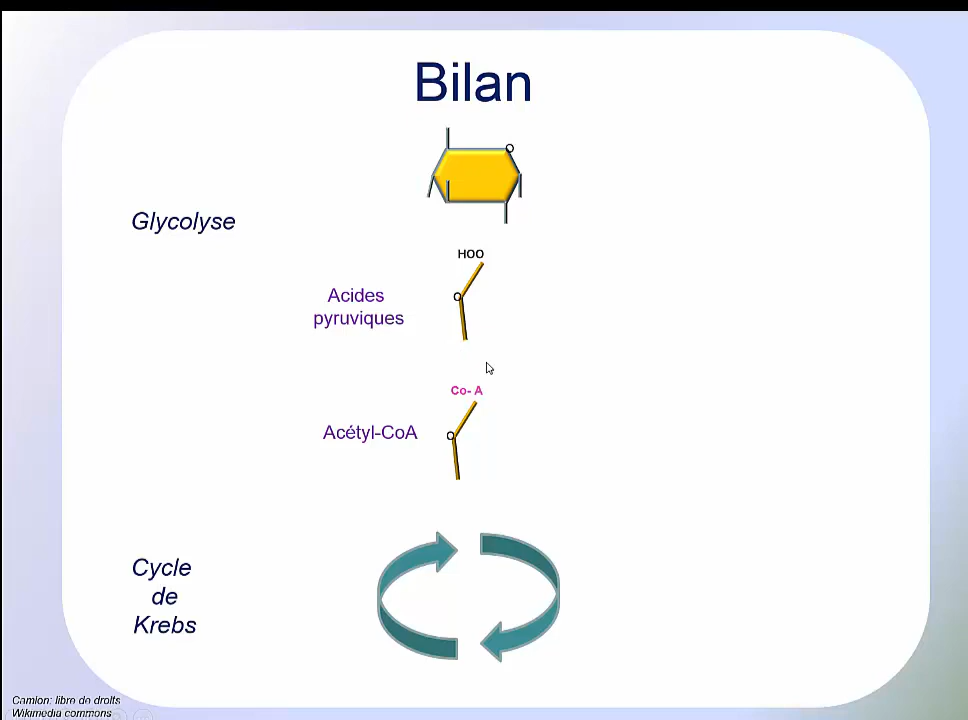 Bilan
O
Glycolyse
HOO
O
Acides
pyruviques
Co- A
O
Acétyl-CoA
Cycle
de
Krebs
Camion: libre de droits
Wikimedia commons